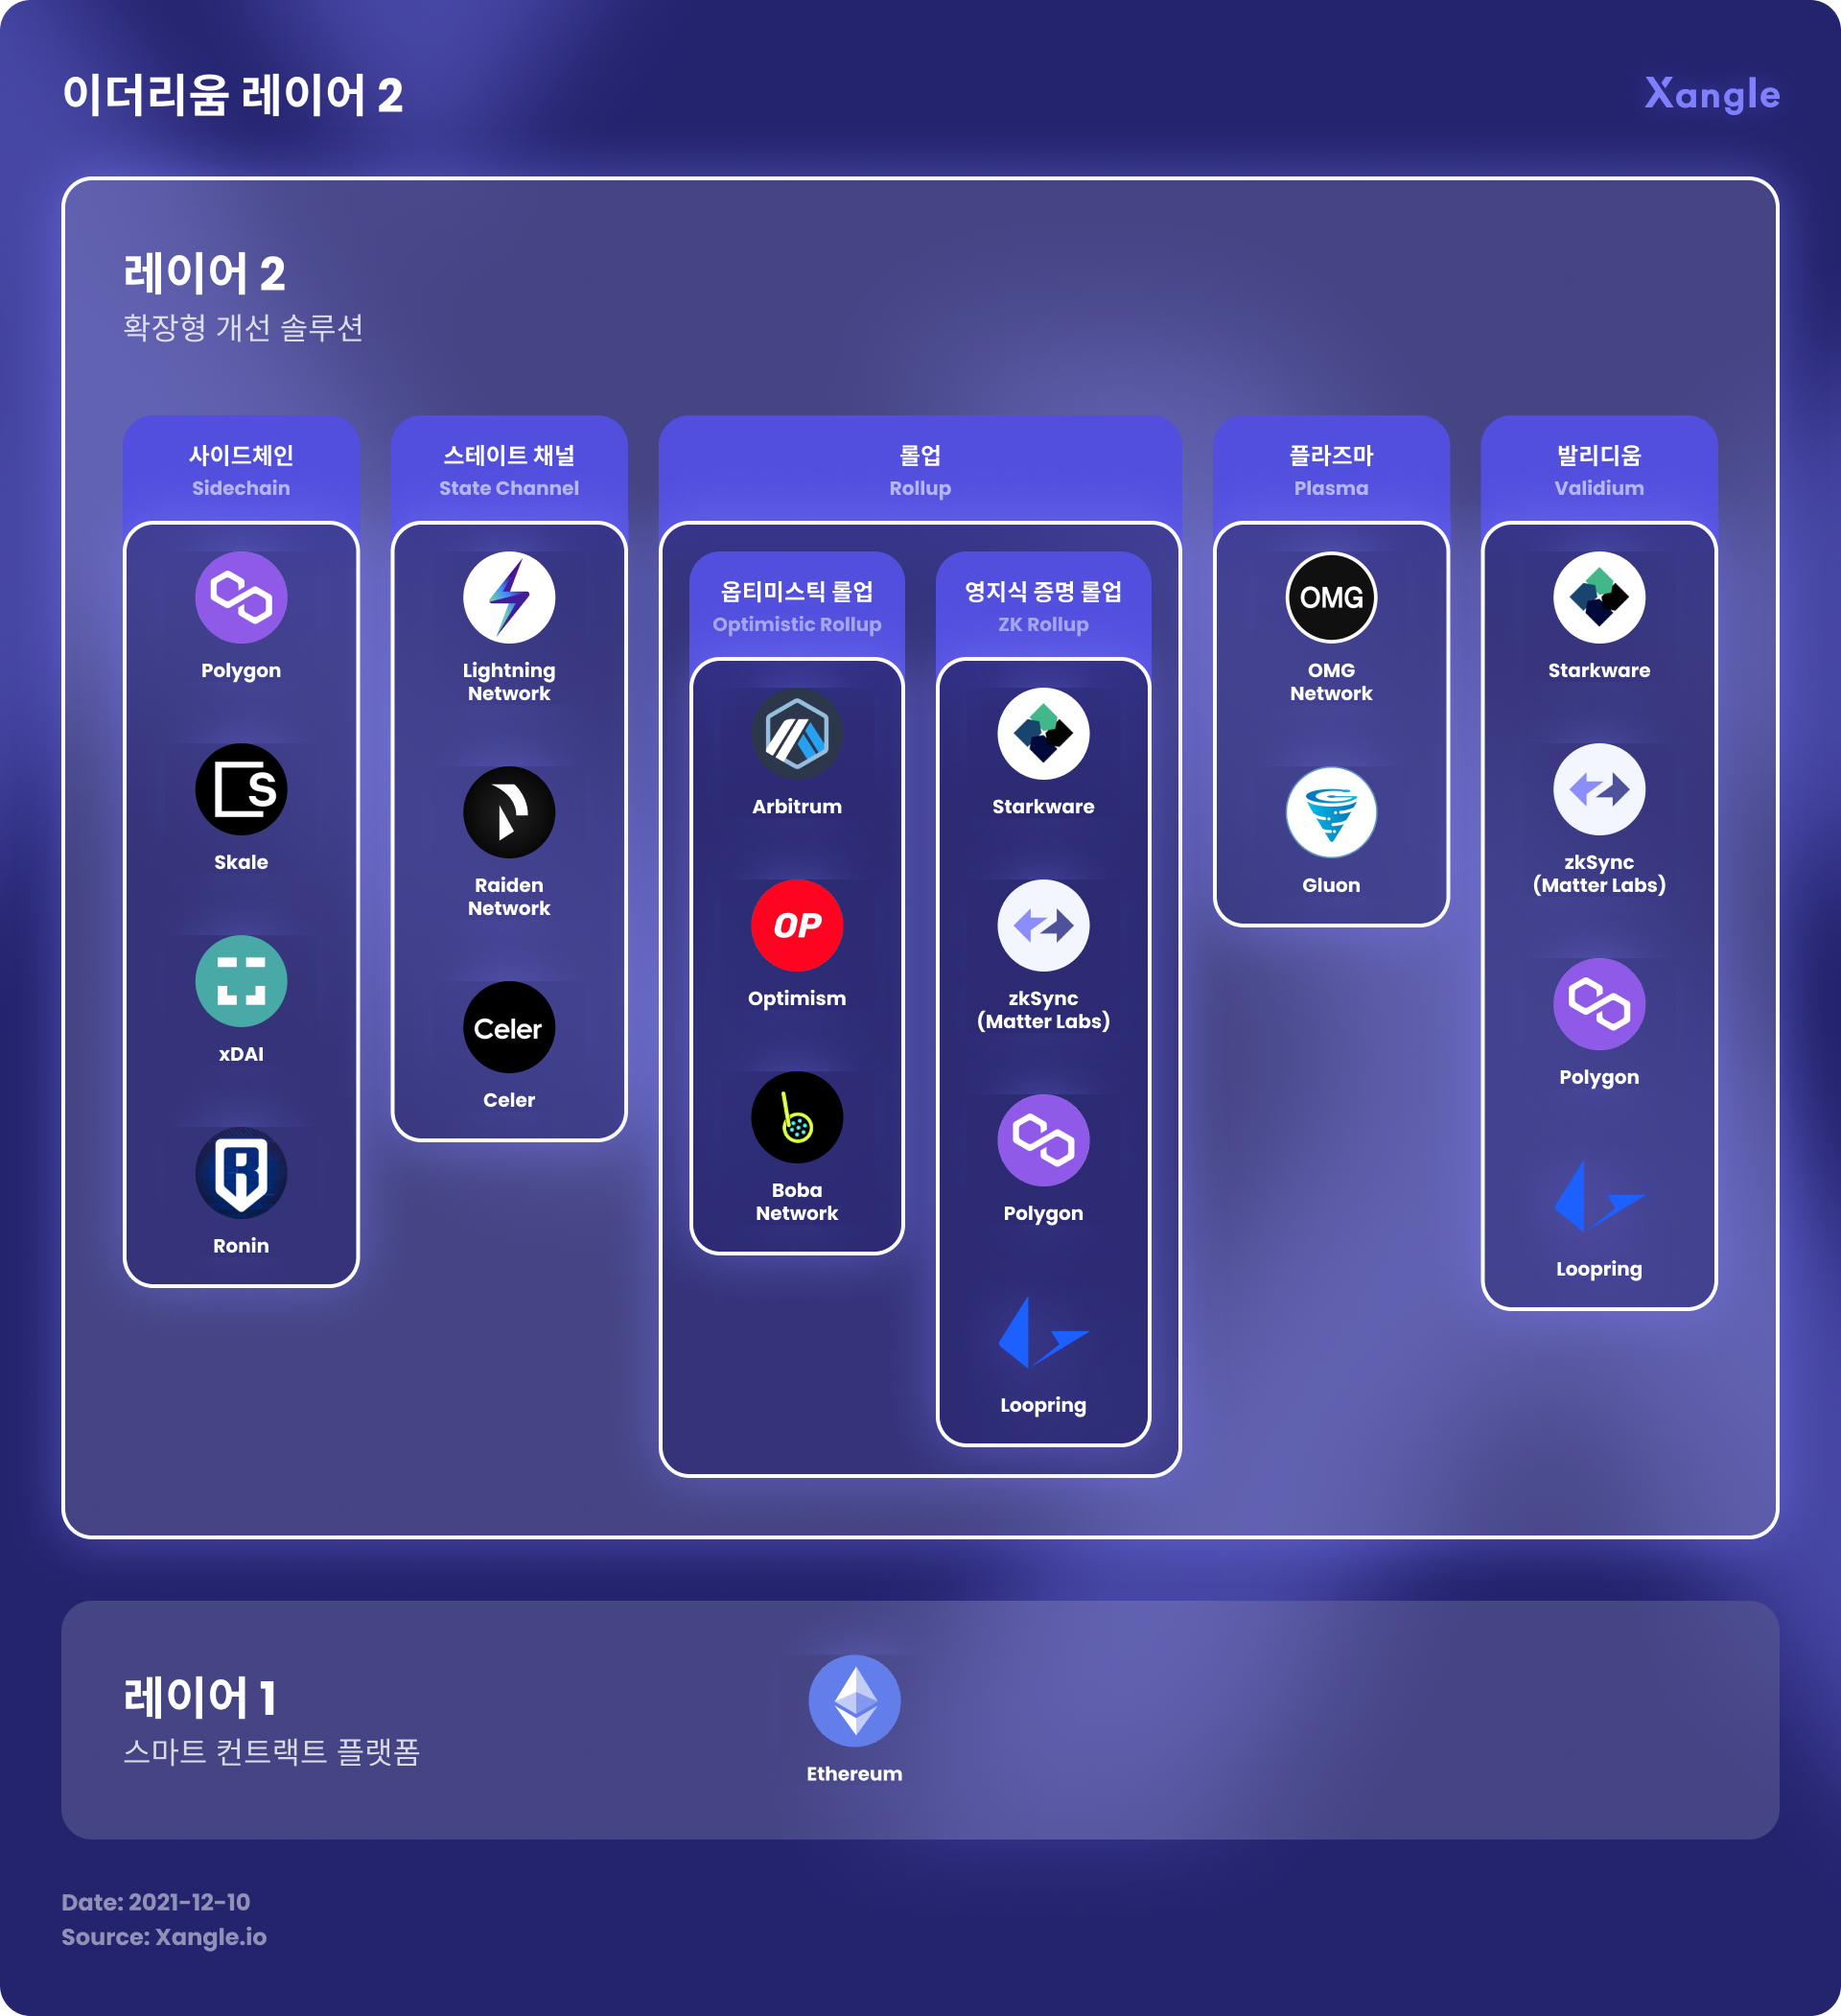 이더리움 레이어 2
Xangle
레이어 2
확장형 개선 솔루션
사이드체인
Sidechain
Polygon
Skale
xDAI
Ronin
스테이트 채널
State Channel
Lightning
Network
Raiden
Network
Celer
Celer
롤업
Rollup
옵티미스틱 롤업
Optimistic Rollup
Arbitrum
OP
Optimism
Boba
Network
영지식 증명 롤업
ZK Rollup
Starkware
zkSync
(Matter Labs)
Polygon
Loopring
플라즈마
Plasma
OMG
OMG
Network
Gluon
발리디움
Validium
Starkware
zkSync
(Matter Labs)
Polygon
Loopring
레이어 1
스마트 컨트랙트 플랫폼
Ethereum
Date: 2021-12-10
Source: Xangle.io